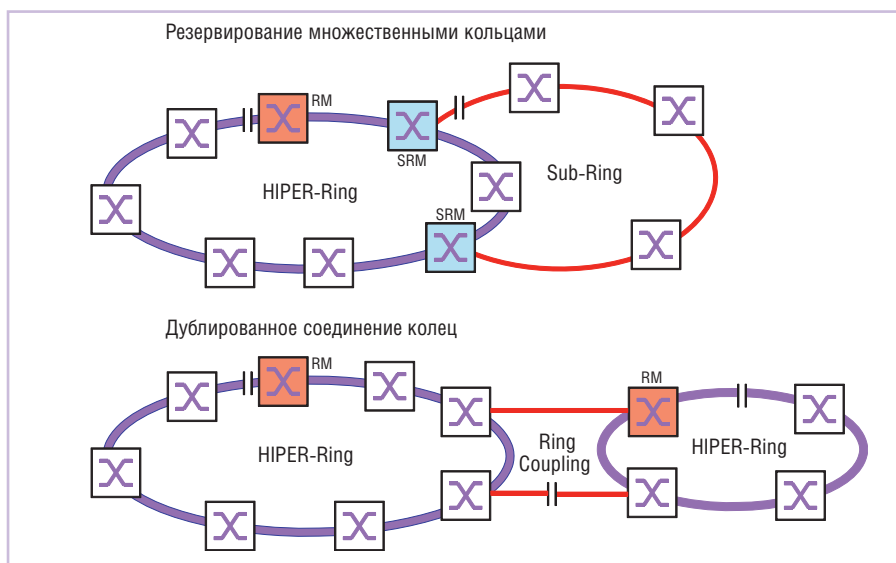 Резервирование множественными кольцами
RM
SRM
HIPER-Ring
Sub-Ring
SRM
Дублированное соединение колец
RM
RM
HIPER-Ring
Ring
Coupling
HIPER-Ring